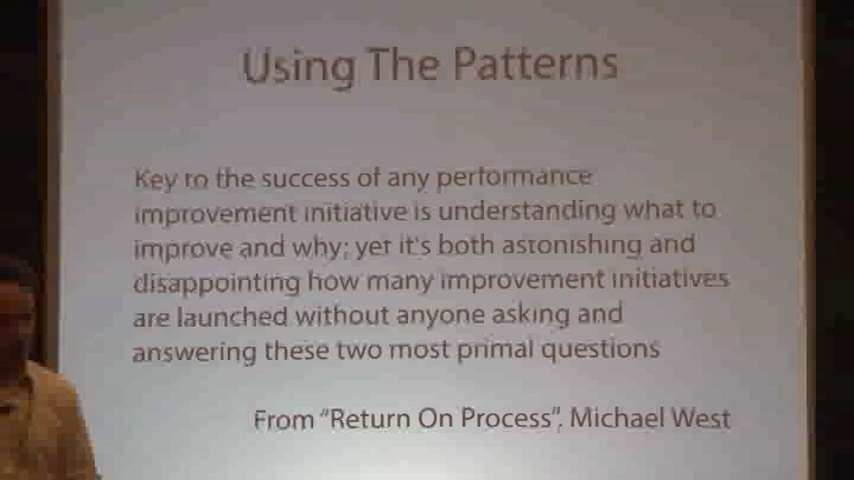 Using The Patterns
Key to the success of any performance
improvement initiative is understanding what to
improve and why; yet it's both astonishing and
disappointing how many improvement initiatives
are launched without anyone asking and
answering these two most primal questions
From "Return On Process", Michael West